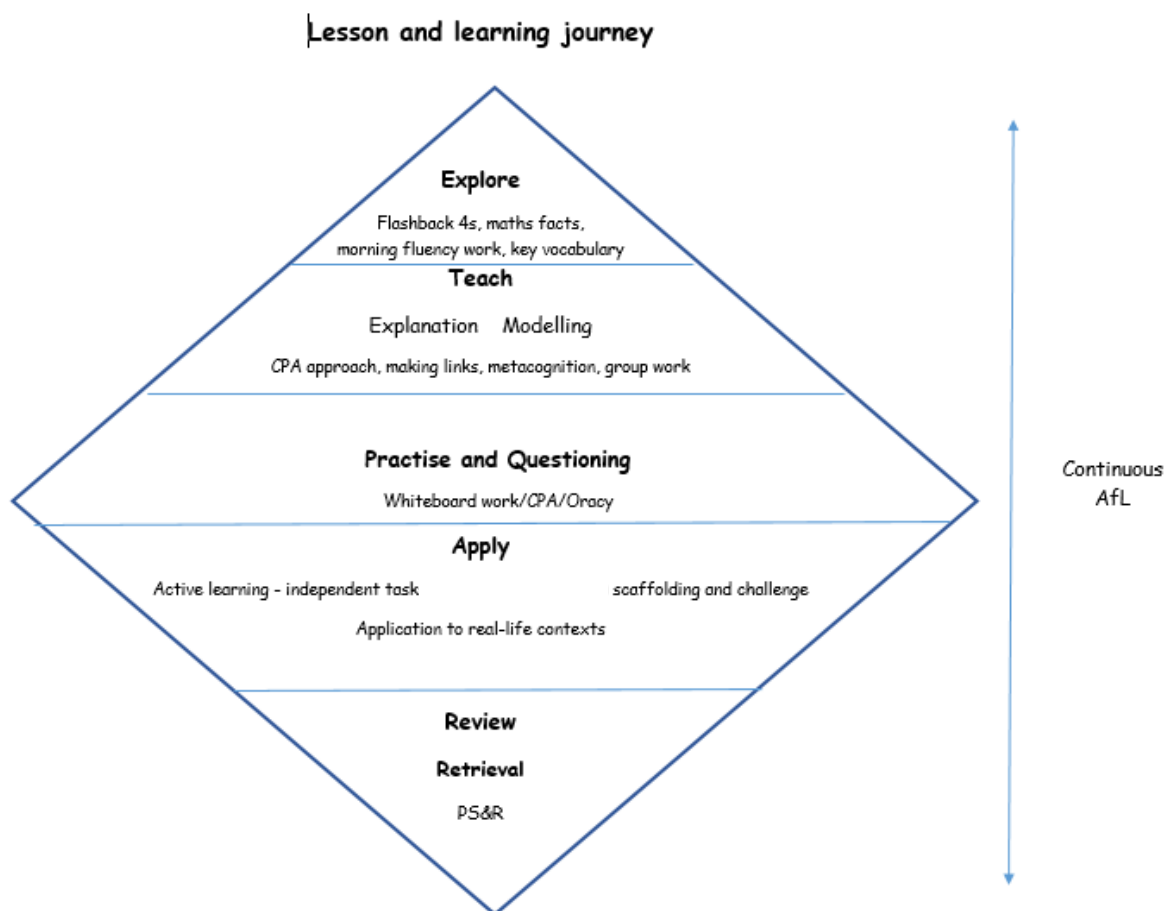 Lesson and learning journey
Explore
Flashback 4s, maths facts,
morning fluency work, key vocabulary
Teach
Explanation Modelling
CPA approach, making links, metacognition, group work
Practise and Questioning
Whiteboard work/CPA/Oracy
Apply
Active learning - independent task scaffolding and challenge
Application to real-life contexts
Review
Retrieval
PS&R
Continuous
AfL